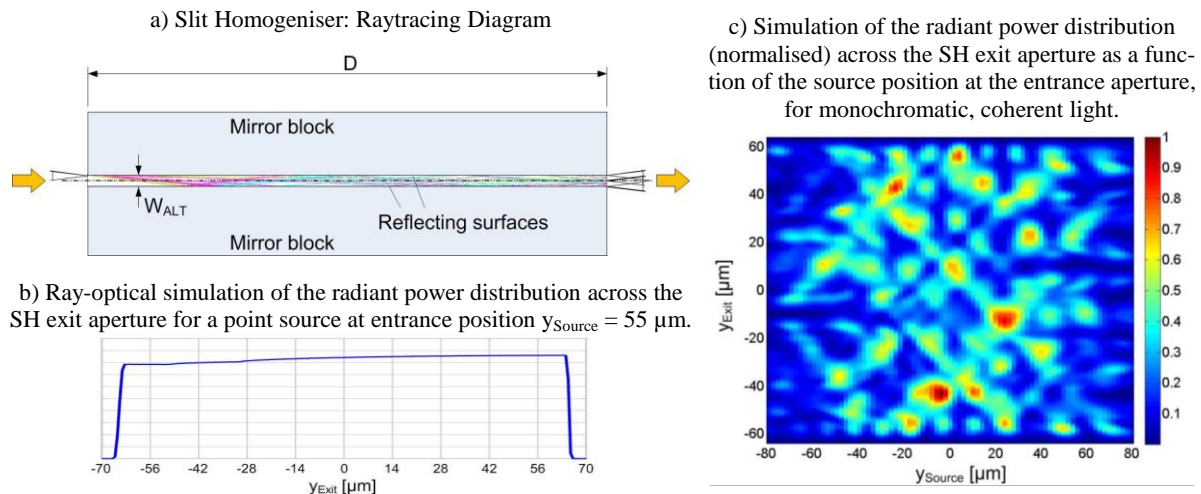 a) Slit Homogeniser: Raytracing Diagram
D
Mirror block
W_ALT
Reflecting surfaces
Mirror block
b) Ray-optical simulation of the radiant power distribution across the
SH exit aperture for a point source at entrance position y_Source = 55 µm.
-70 -56 -42 -28 -14 0 14 28 42 56 70
y_Exit [µm]
c) Simulation of the radiant power distribution
(normalised) across the SH exit aperture as a func-
tion of the source position at the entrance aperture,
for monochromatic, coherent light.
60
40
20
0
-20
-40
-60
y_Exit [µm]
-80 -60 -40 -20 0 20 40 60 80
y_Source [µm]
1
0.9
0.8
0.7
0.6
0.5
0.4
0.3
0.2
0.1